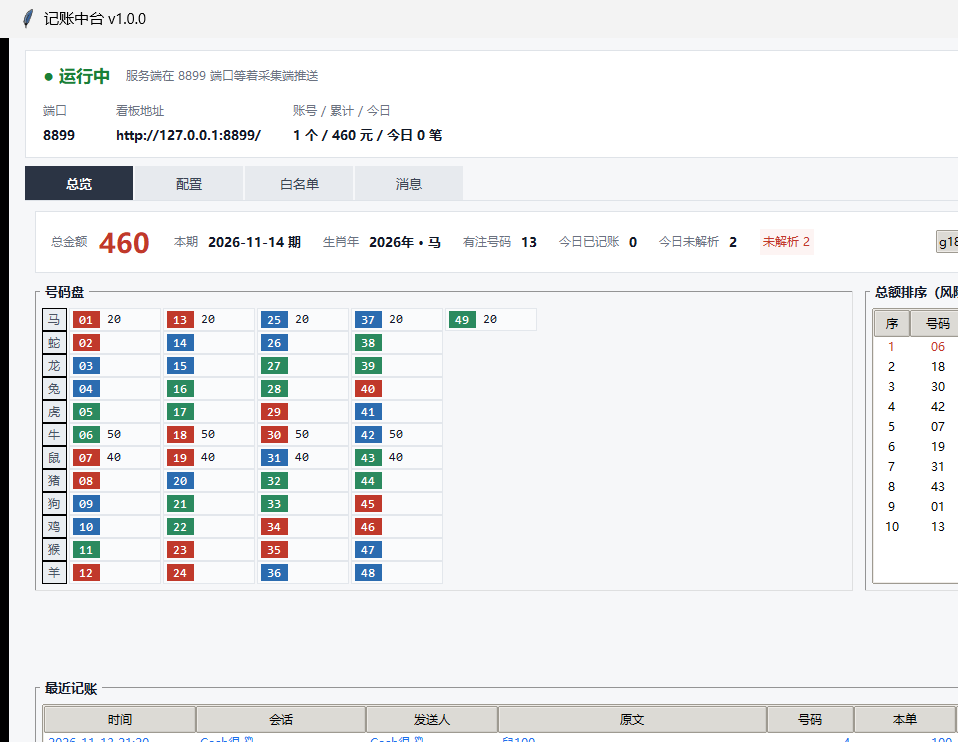 记账中台 v1.0.0
● 运行中 服务端在 8899 端口等着采集端推送
端口 看板地址 账号 / 累计 / 今日
8899 http://127.0.0.1:8899/ 1 个 / 460 元 / 今日 0 笔
总览 配置 白名单 消息
总金额 460 本期 2026-11-14 期 生肖年 2026年 • 马 有注号码 13 今日已记账 0 今日未解析 2 未解析 2 g18
号码盘
马 01 20 13 20 25 20 37 20 49 20
蛇 02 14 26 38
龙 03 15 27 39
兔 04 16 28 40
虎 05 17 29 41
牛 06 50 18 50 30 50 42 50
鼠 07 40 19 40 31 40 43 40
猪 08 20 32 44
狗 09 21 33 45
鸡 10 22 34 46
猴 11 23 35 47
羊 12 24 36 48
总额排序（风险
序 号码
1 06
2 18
3 30
4 42
5 07
6 19
7 31
8 43
9 01
10 13
最近记账
时间 会话 发送人 原文 号码 本单